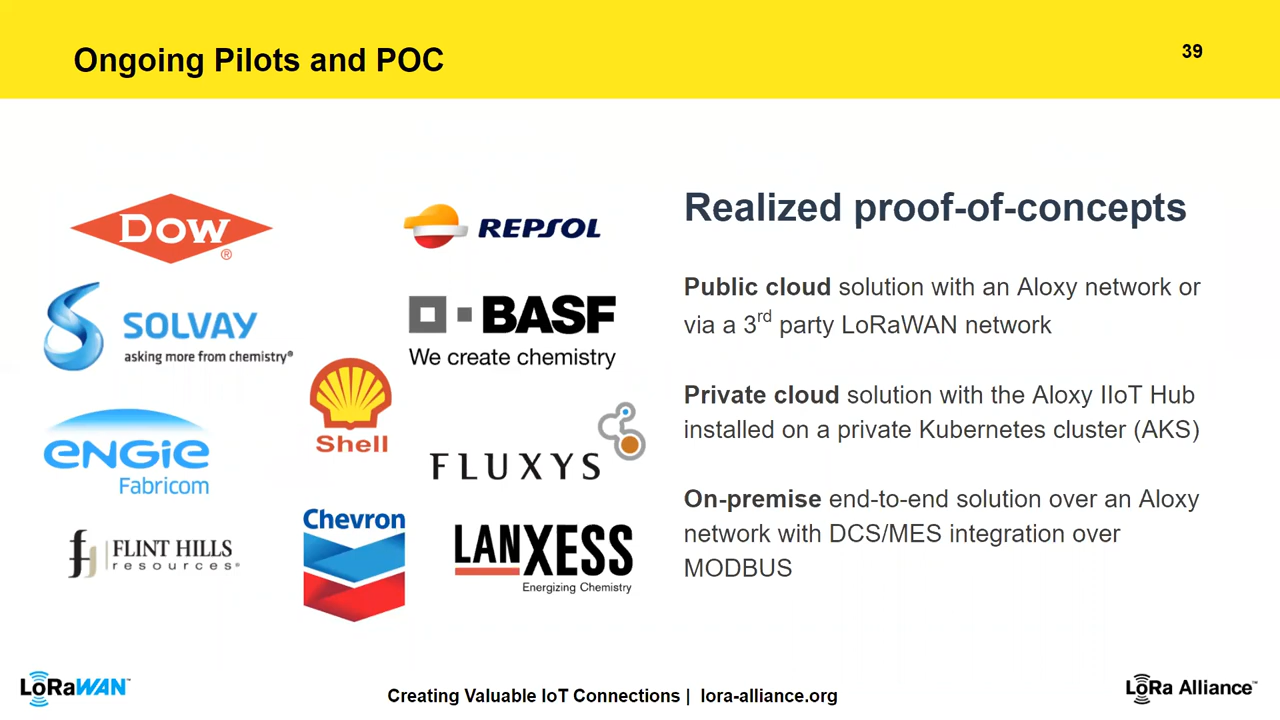 Ongoing Pilots and POC
39
DOW®
REPSOL
SOLVAY
asking more from chemistry®
BASF
We create chemistry
Shell
ENGIE
Fabricom
FLUXYS
Chevron
FLINT HILLS
resources®
LANXESS
Energizing Chemistry
Realized proof-of-concepts
Public cloud solution with an Aloxy network or
via a 3rd party LoRaWAN network
Private cloud solution with the Aloxy IIoT Hub
installed on a private Kubernetes cluster (AKS)
On-premise end-to-end solution over an Aloxy
network with DCS/MES integration over
MODBUS
LoRaWAN™
Creating Valuable IoT Connections | lora-alliance.org
LoRa Alliance™